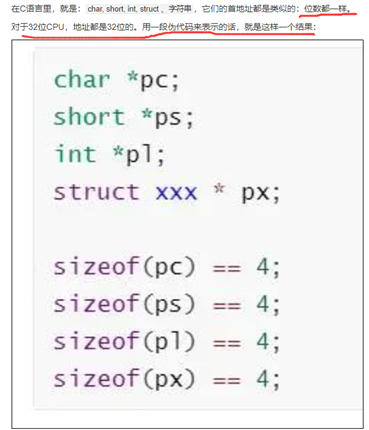 在C语言里，就是：char, short, int, struct 、字符串 ，它们的首地址都是类似的：位数都一样。
对于32位CPU，地址都是32位的。用一段伪代码来表示的话，就是这样一个结果：
char *pc;
short *ps;
int *pl;
struct xxx * px;
sizeof(pc) == 4;
sizeof(ps) == 4;
sizeof(pl) == 4;
sizeof(px) == 4;